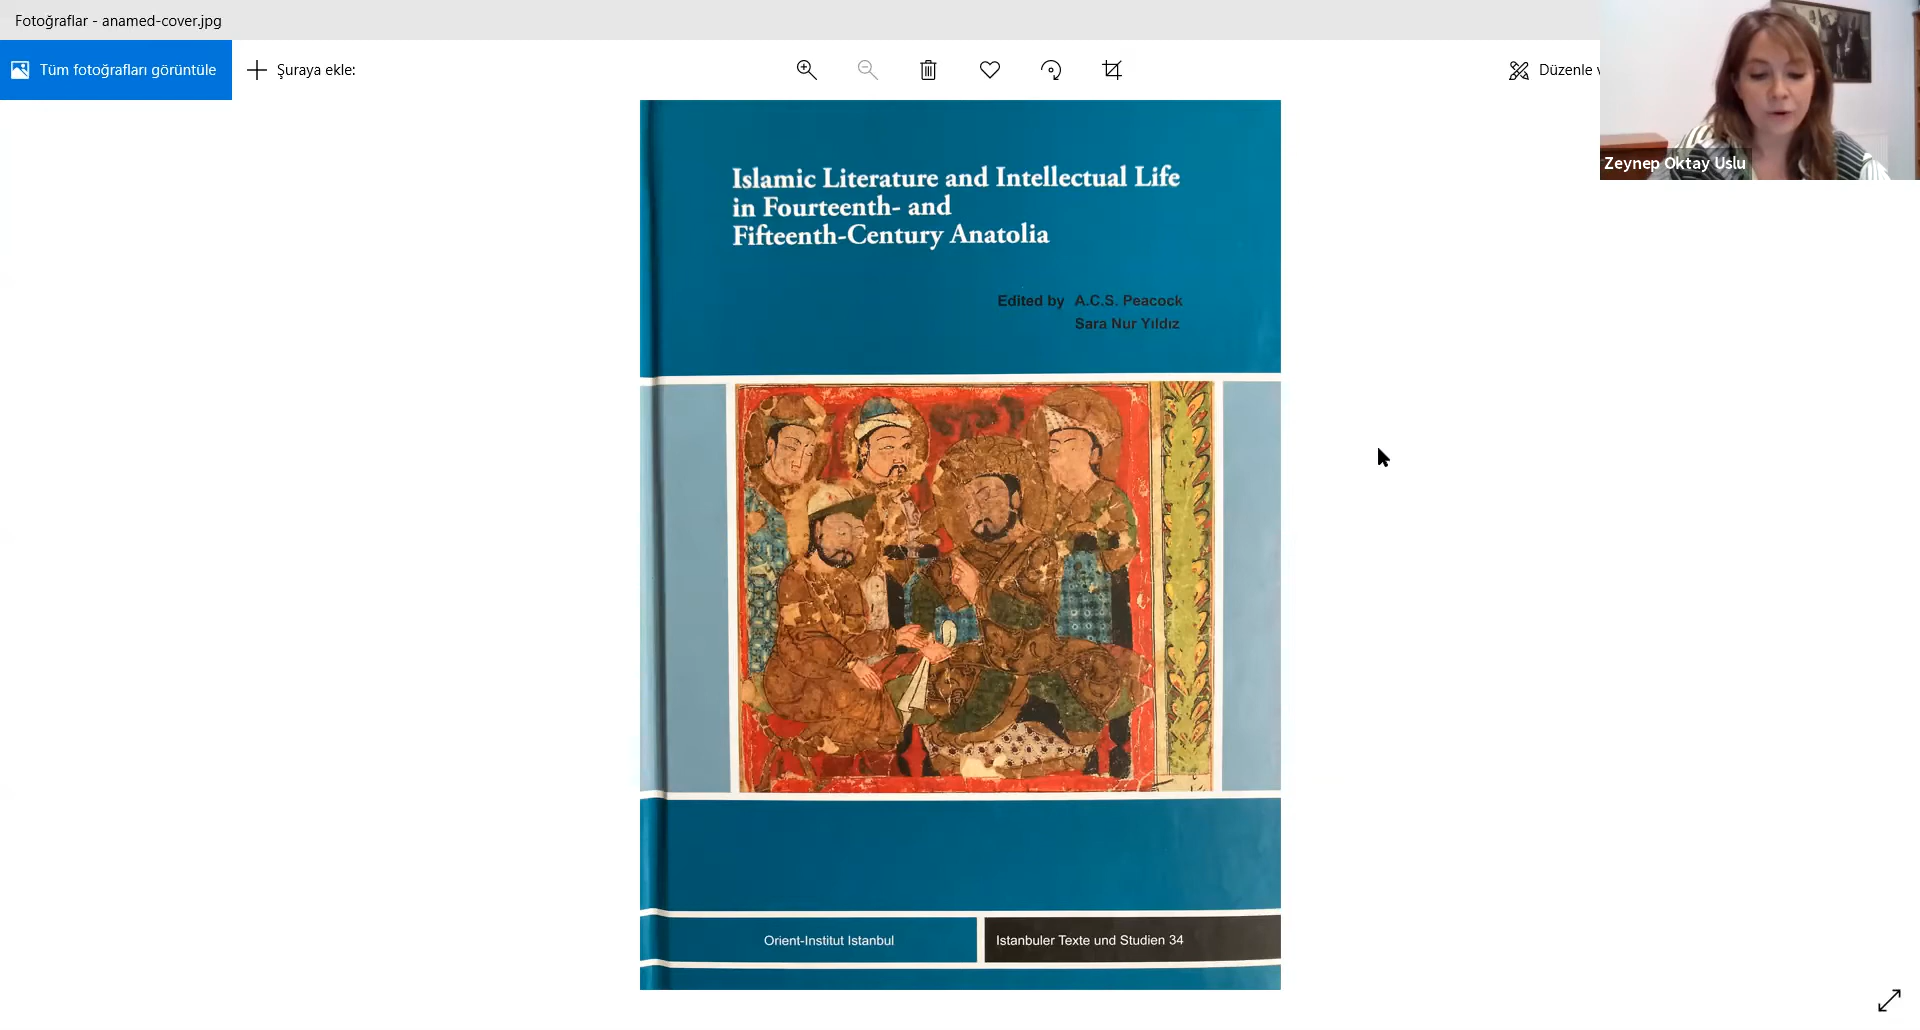 Fotoğraflar - anamed-cover.jpg
Tüm fotoğrafları görüntüle
Şuraya ekle:
Düzenle v
Zeynep Oktay Uslu
Islamic Literature and Intellectual Life
in Fourteenth- and
Fifteenth-Century Anatolia
Edited by A.C.S. Peacock
Sara Nur Yıldız
Orient-Institut Istanbul
Istanbuler Texte und Studien 34